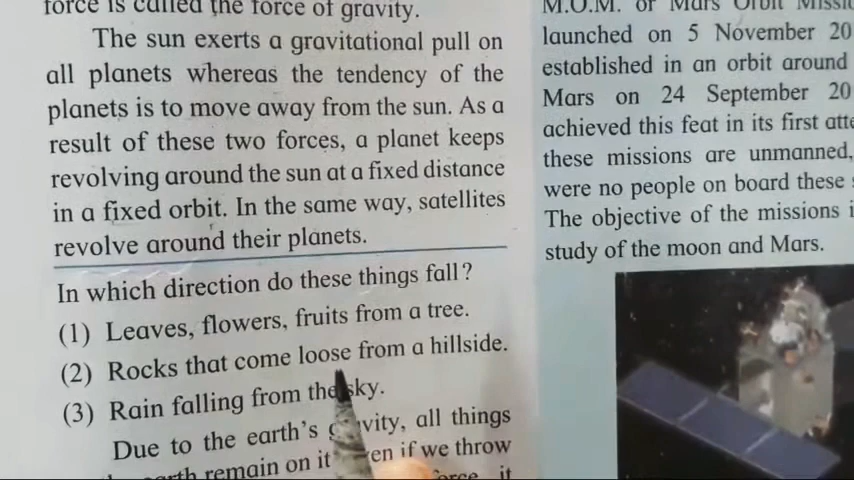 force is called the force of gravity.
The sun exerts a gravitational pull on
all planets whereas the tendency of the
planets is to move away from the sun. As a
result of these two forces, a planet keeps
revolving around the sun at a fixed distance
in a fixed orbit. In the same way, satellites
revolve around their planets.
In which direction do these things fall?
(1) Leaves, flowers, fruits from a tree.
(2) Rocks that come loose from a hillside.
(3) Rain falling from the sky.
Due to the earth's gravity, all things
earth remain on it even if we throw
force it
M.O.M. or Mars Orbit
launched on 5 November 20
established in an orbit around
Mars on 24 September 20
achieved this feat in its first
these missions are unmanned,
were no people on board these
The objective of the missions
study of the moon and Mars.